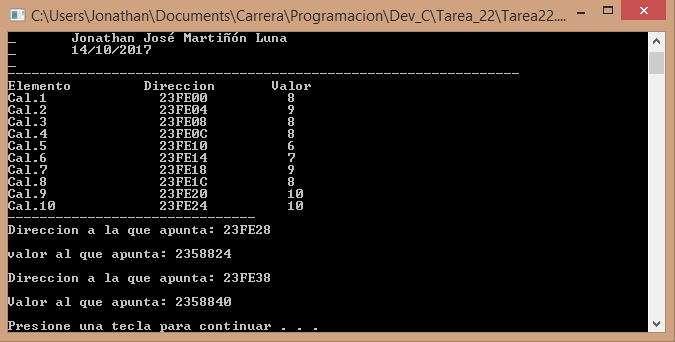 C:\Users\Jonathan\Documents\Carrera\Programacion\Dev_C\Tarea_22\Tarea22....
_ Jonathan José Martiñón Luna
_ 14/10/2017
_
Elemento Direccion Valor
Cal.1 23FE00 8
Cal.2 23FE04 9
Cal.3 23FE08 8
Cal.4 23FE0C 8
Cal.5 23FE10 6
Cal.6 23FE14 7
Cal.7 23FE18 9
Cal.8 23FE1C 8
Cal.9 23FE20 10
Cal.10 23FE24 10
Direccion a la que apunta: 23FE28
valor al que apunta: 2358824
Direccion a la que apunta: 23FE38
Valor al que apunta: 2358840
Presione una tecla para continuar . . .